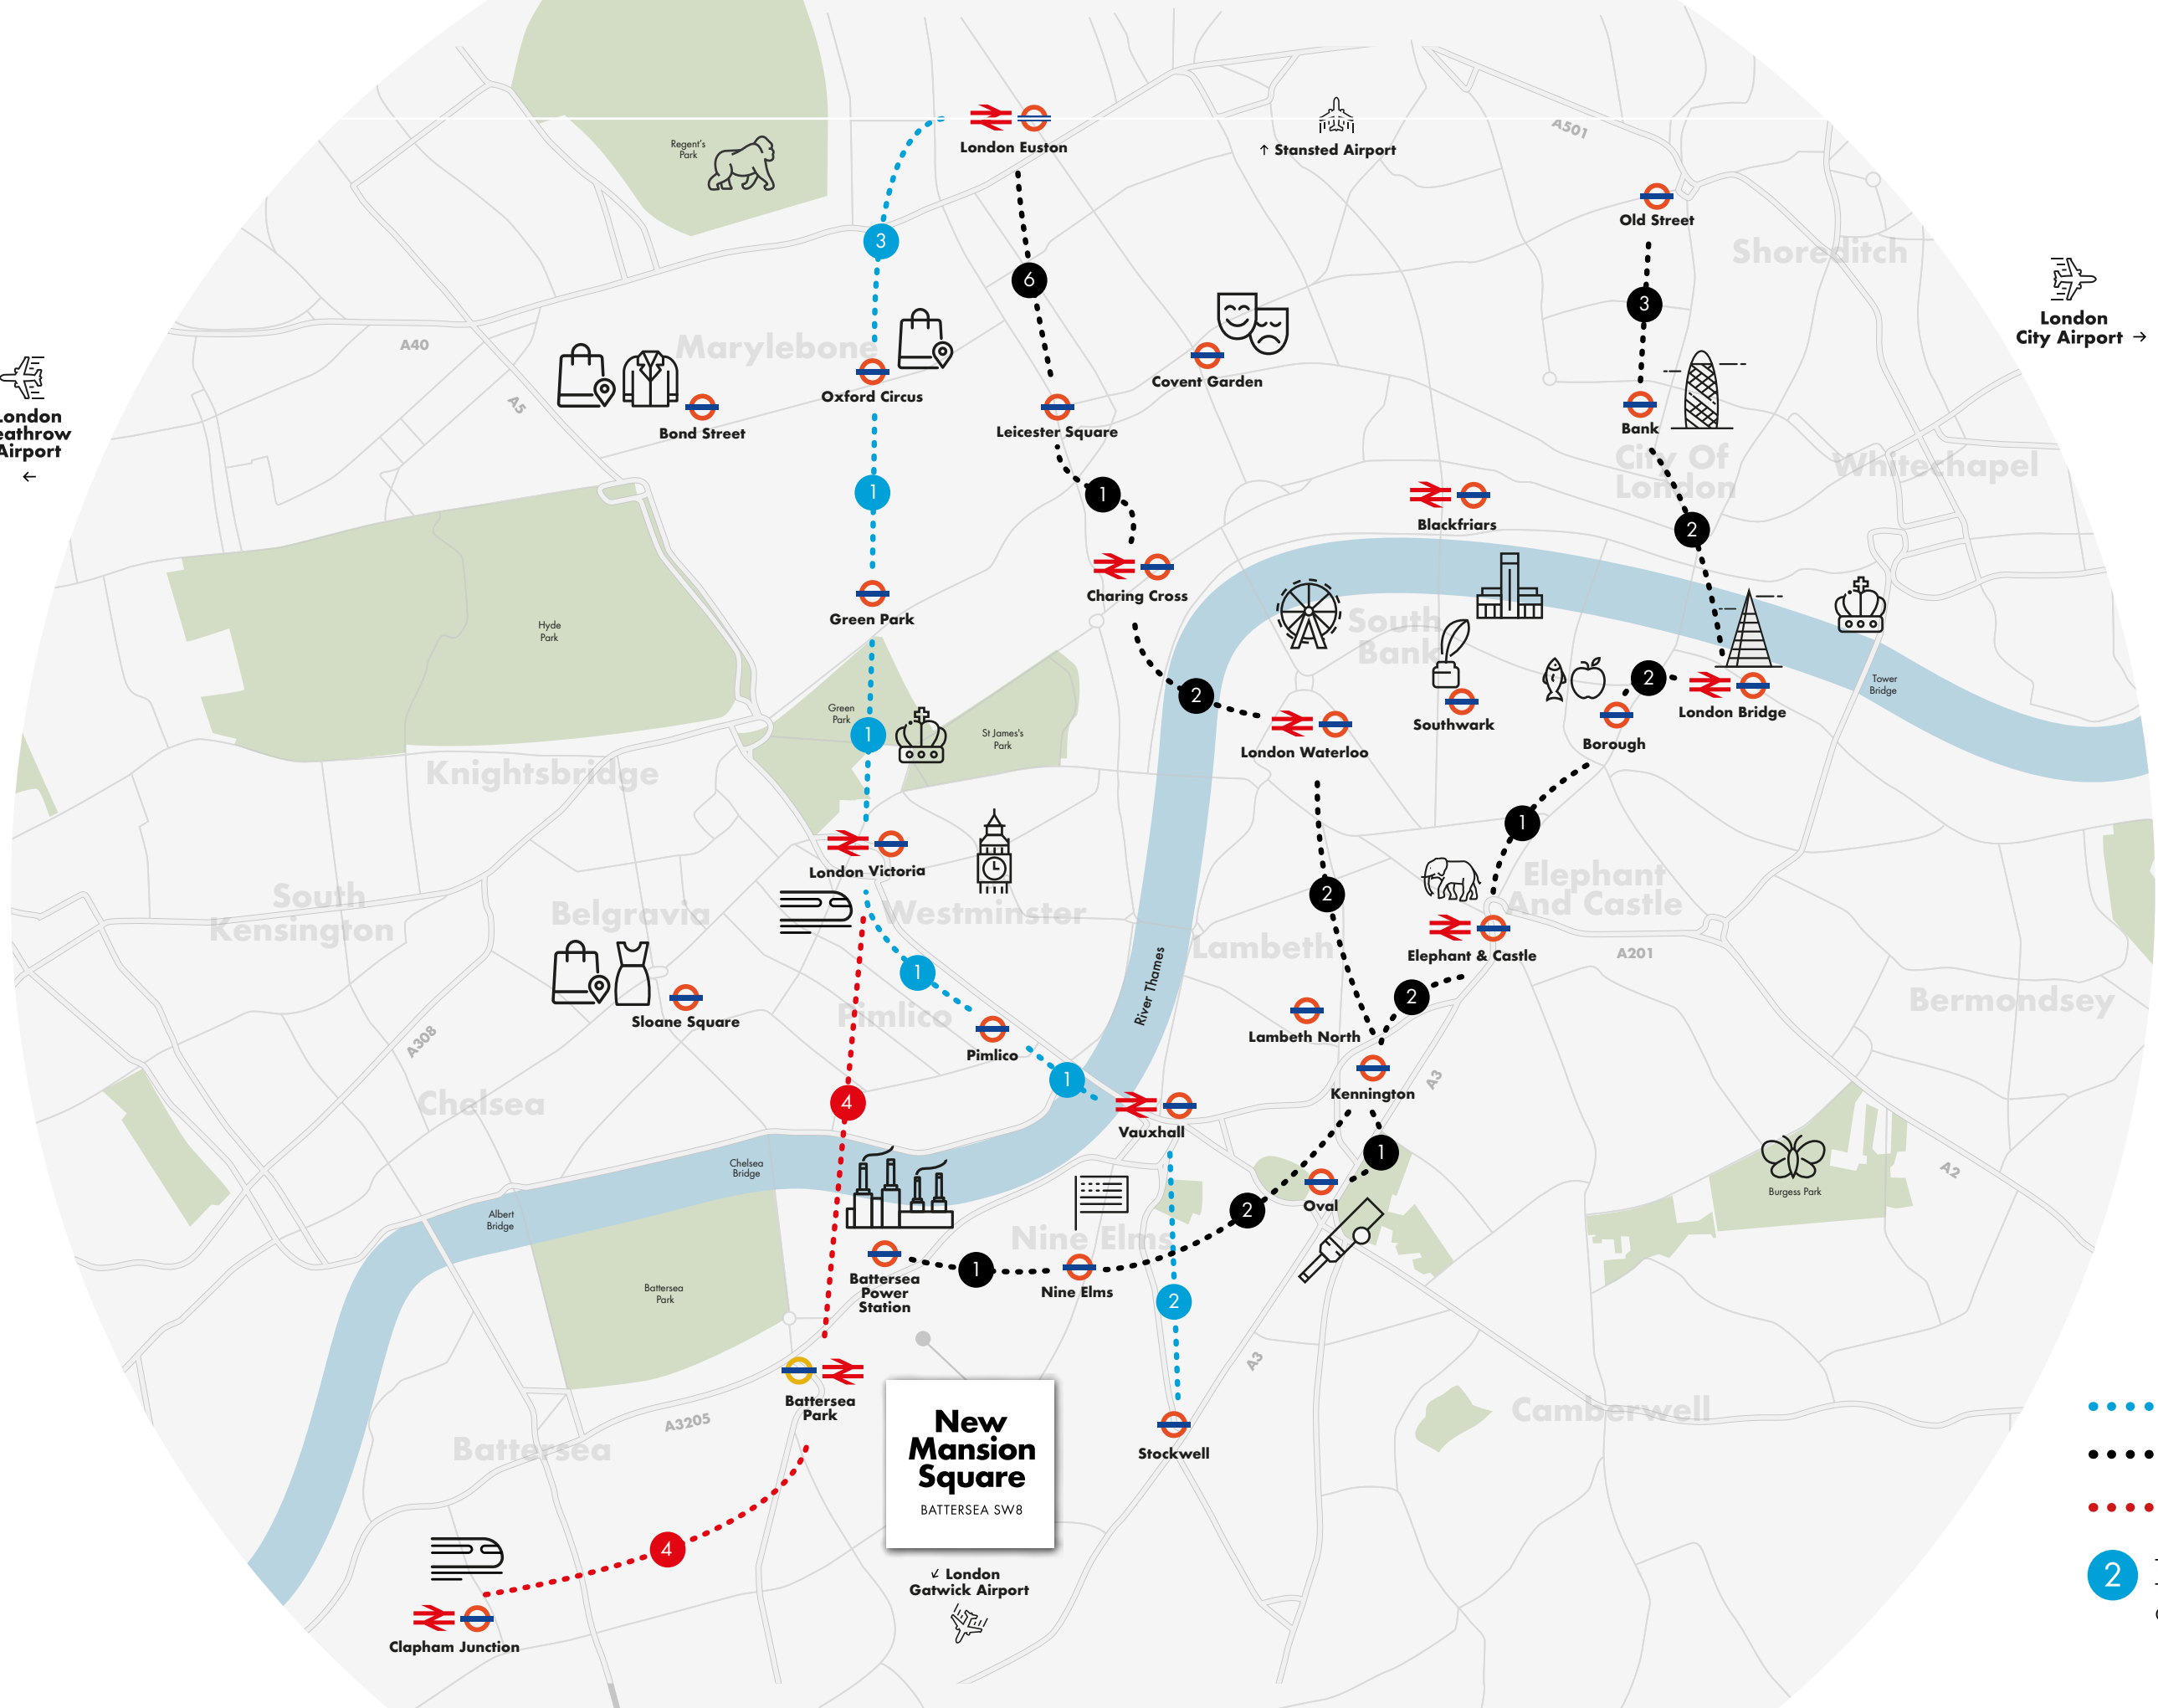 Regent's
Park
London Euston
↑ Stansted Airport
A501
Old Street
Shoreditch
3
6
3
London
City Airport →
A40
Marylebone
A5
Oxford Circus
Bond Street
Leicester Square
Covent Garden
Bank
London
eathrow
Airport
←
City Of
London
Whitechapel
1
1
Blackfriars
2
Charing Cross
Green Park
Hyde
Park
South
Bank
2
2
London Bridge
Tower
Bridge
Southwark
Borough
London Waterloo
Green
Park
1
St James's
Park
Knightsbridge
1
London Victoria
2
Elephant
And Castle
South
Kensington
Belgravia
Westminster
Lambeth
Elephant & Castle
A201
River Thames
1
2
Bermondsey
Sloane Square
Pimlico
Pimlico
Lambeth North
A308
Kennington
A3
1
4
Chelsea
Vauxhall
1
Chelsea
Bridge
Albert
Bridge
Oval
2
Burgess Park
A2
Nine Elms
Battersea
Power
Station
1
Nine Elms
2
Battersea
Park
A3
Battersea
Park
A3205
Battersea
Stockwell
Camberwell
New
Mansion
Square
BATTERSEA SW8
4
↙ London
Gatwick Airport
Clapham Junction
2